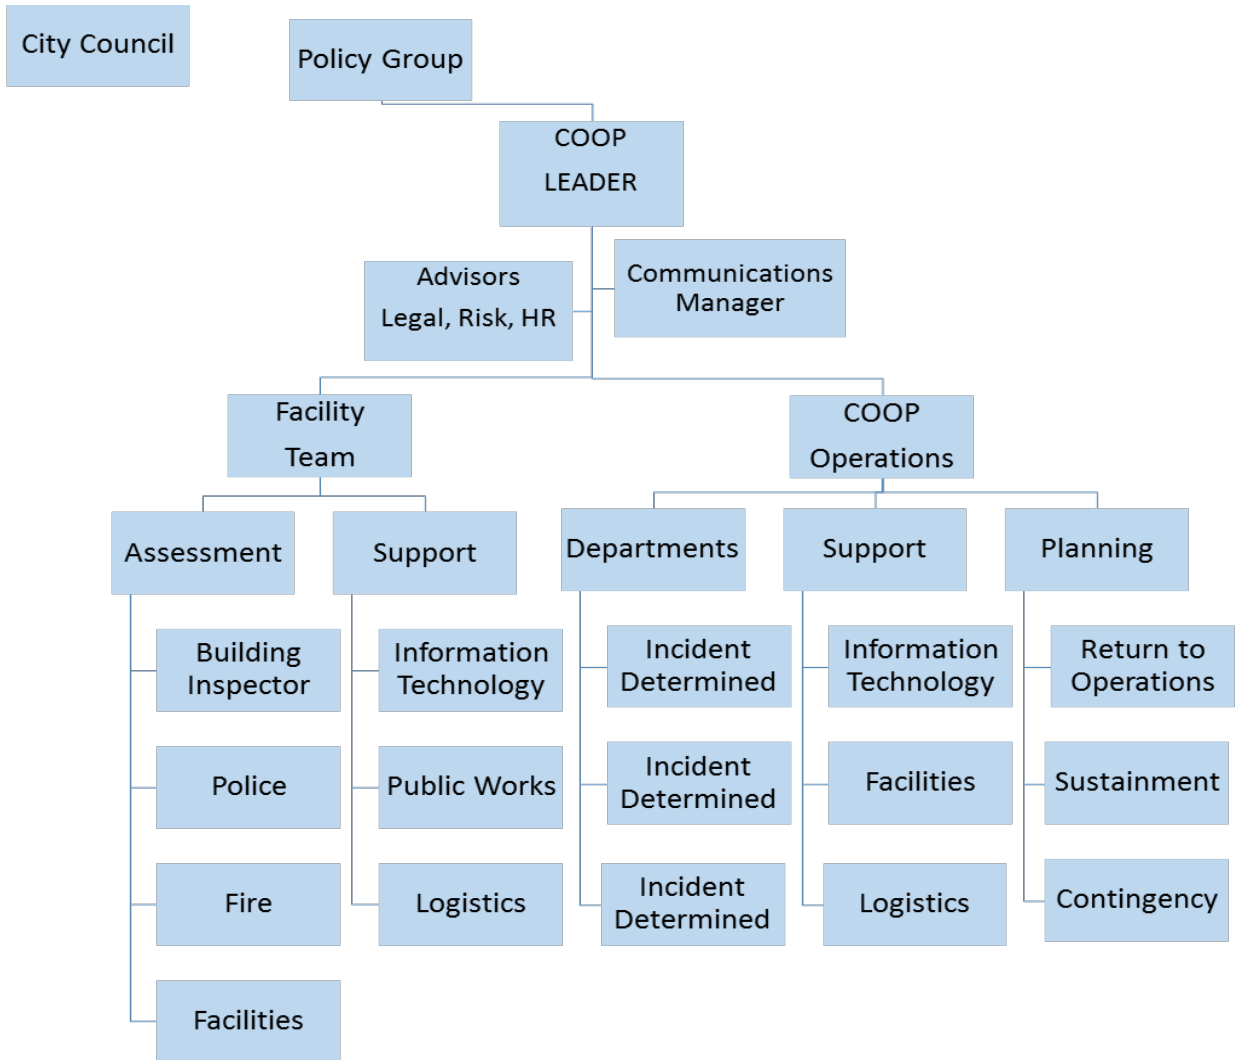 City Council
Policy Group
COOP
LEADER
Advisors
Legal, Risk, HR
Communications
Manager
Facility
Team
COOP
Operations
Assessment
Support
Departments
Support
Planning
Building
Inspector
Information
Technology
Incident
Determined
Information
Technology
Return to
Operations
Police
Public Works
Incident
Determined
Facilities
Sustainment
Fire
Logistics
Incident
Determined
Logistics
Contingency
Facilities